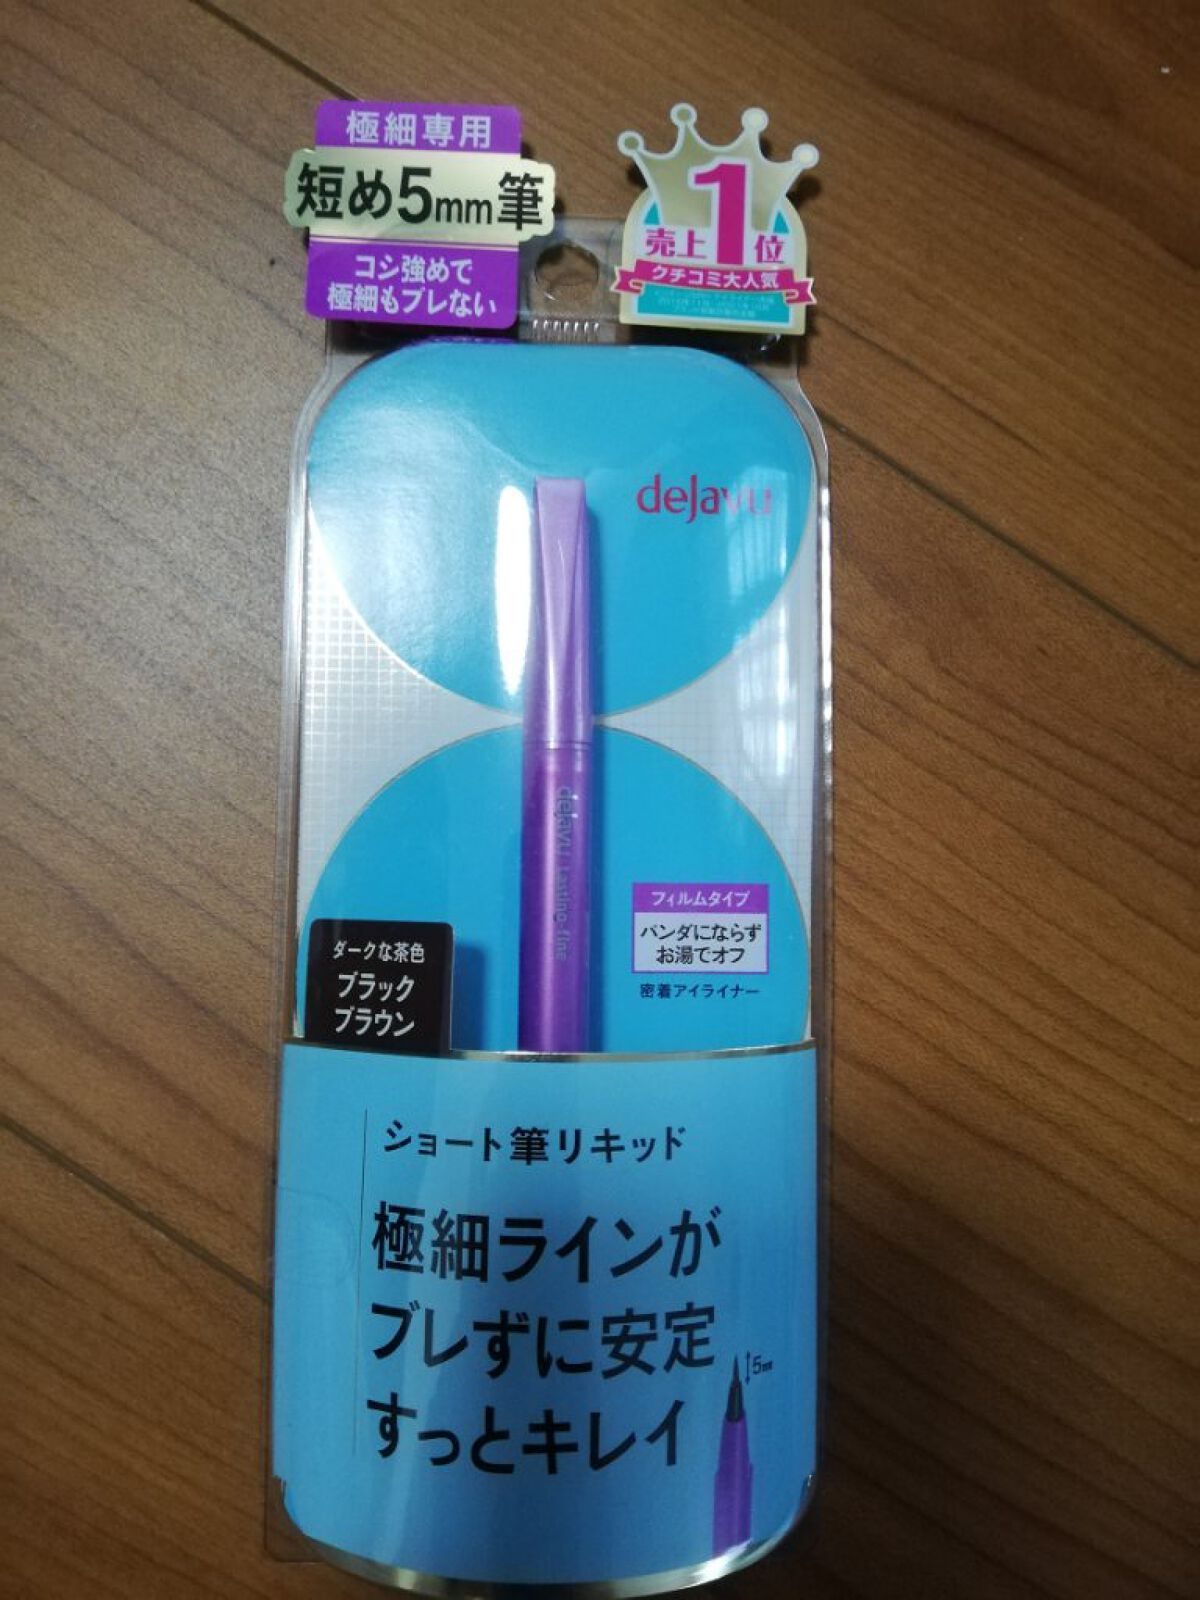 極細専用
短め5mm筆
コシ強めで
極細もブレない
売上1位
クチコミ大人気
dejavu
dejavu Lasting-fine
フィルムタイプ
パンダにならず
お湯でオフ
密着アイライナー
ダークな茶色
ブラック
ブラウン
ショート筆リキッド
極細ラインが
ブレずに安定
すっとキレイ
5mm